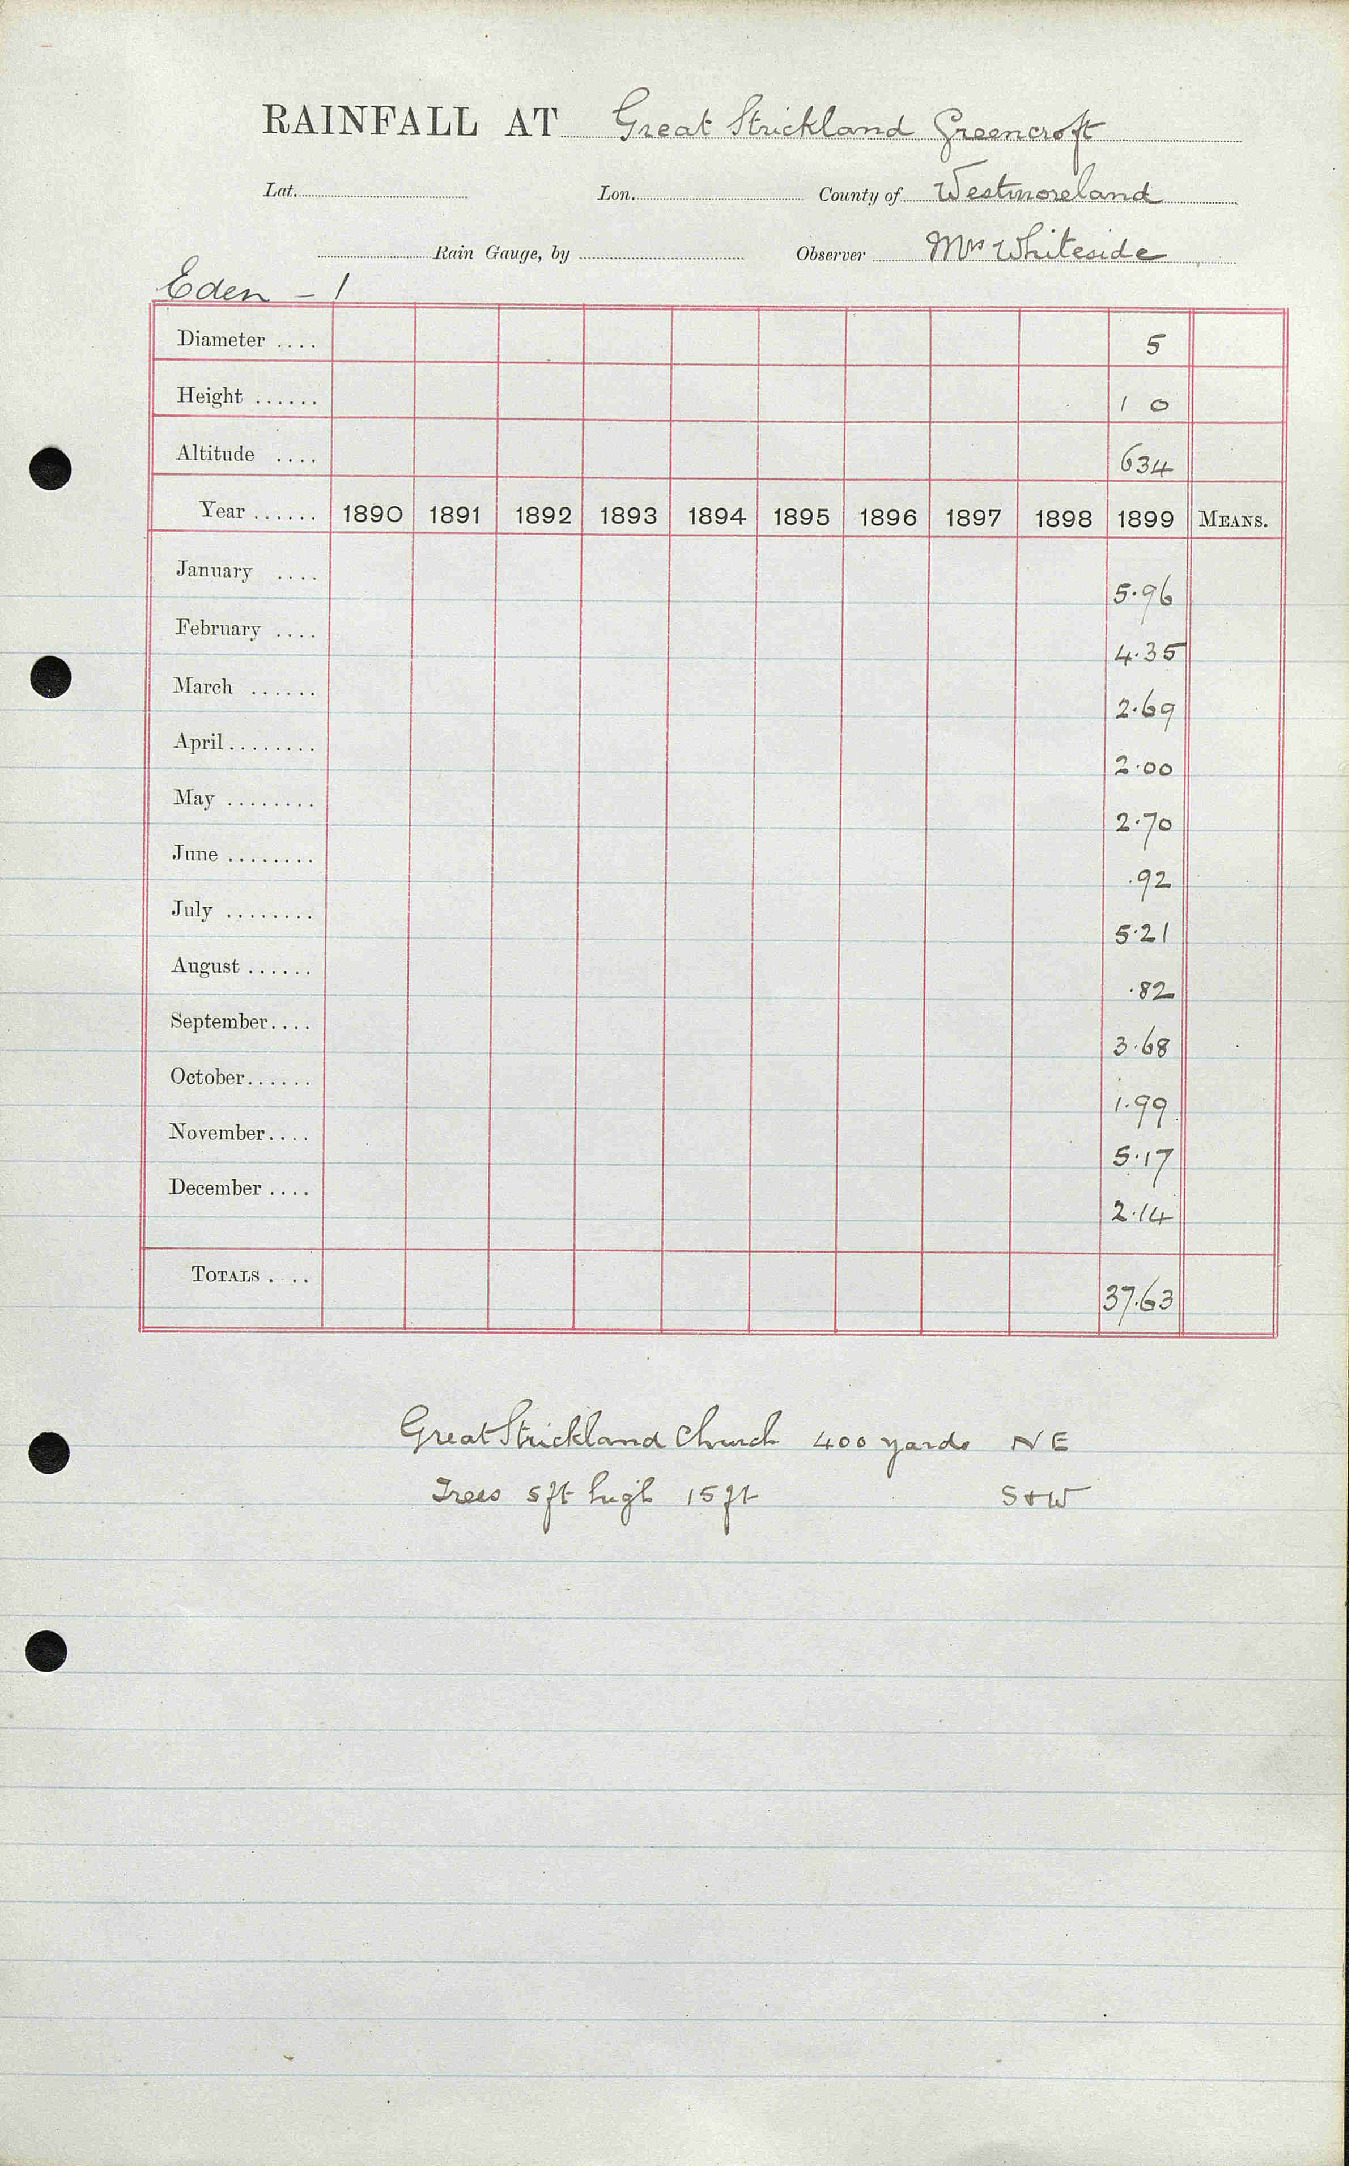 RAINFALL AT Great Strickland Greencroft
Lat. Lon. County of Westmoreland
Rain Gauge, by Observer Mrs Whiteside
Eden - 1
Diameter .... 5
Height ...... 1 0
Altitude .... 634
Year ...... 1890 1891 1892 1893 1894 1895 1896 1897 1898 1899 MEANS.
January .... 5.96
February .... 4.35
March ...... 2.69
April ........ 2.00
May ........ 2.70
June ........ .92
July ........ 5.21
August ...... .82
September.... 3.68
October...... 1.99
November.... 5.17
December .... 2.14
TOTALS . .. 37.63
Great Strickland Church 400 yards NE
Trees 5ft high 15 ft S+W